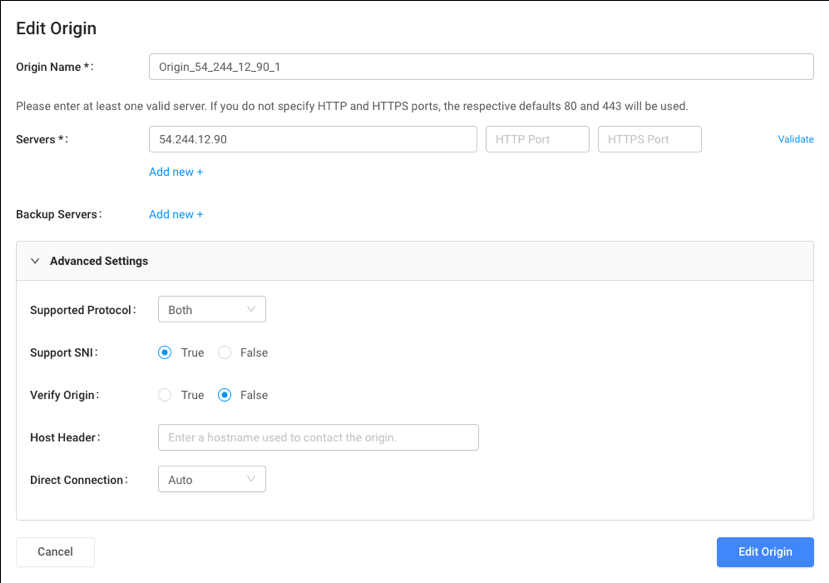 Edit Origin
Origin Name *: Origin_54_244_12_90_1
Please enter at least one valid server. If you do not specify HTTP and HTTPS ports, the respective defaults 80 and 443 will be used.
Servers *: 54.244.12.90 HTTP Port HTTPS Port Validate
Add new +
Backup Servers: Add new +
Advanced Settings
Supported Protocol: Both
Support SNI: True False
Verify Origin: True False
Host Header: Enter a hostname used to contact the origin.
Direct Connection: Auto
Cancel Edit Origin